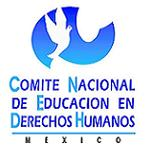 COMITE NACIONAL
DE EDUCACION EN
DERECHOS HUMANOS
MEXICO